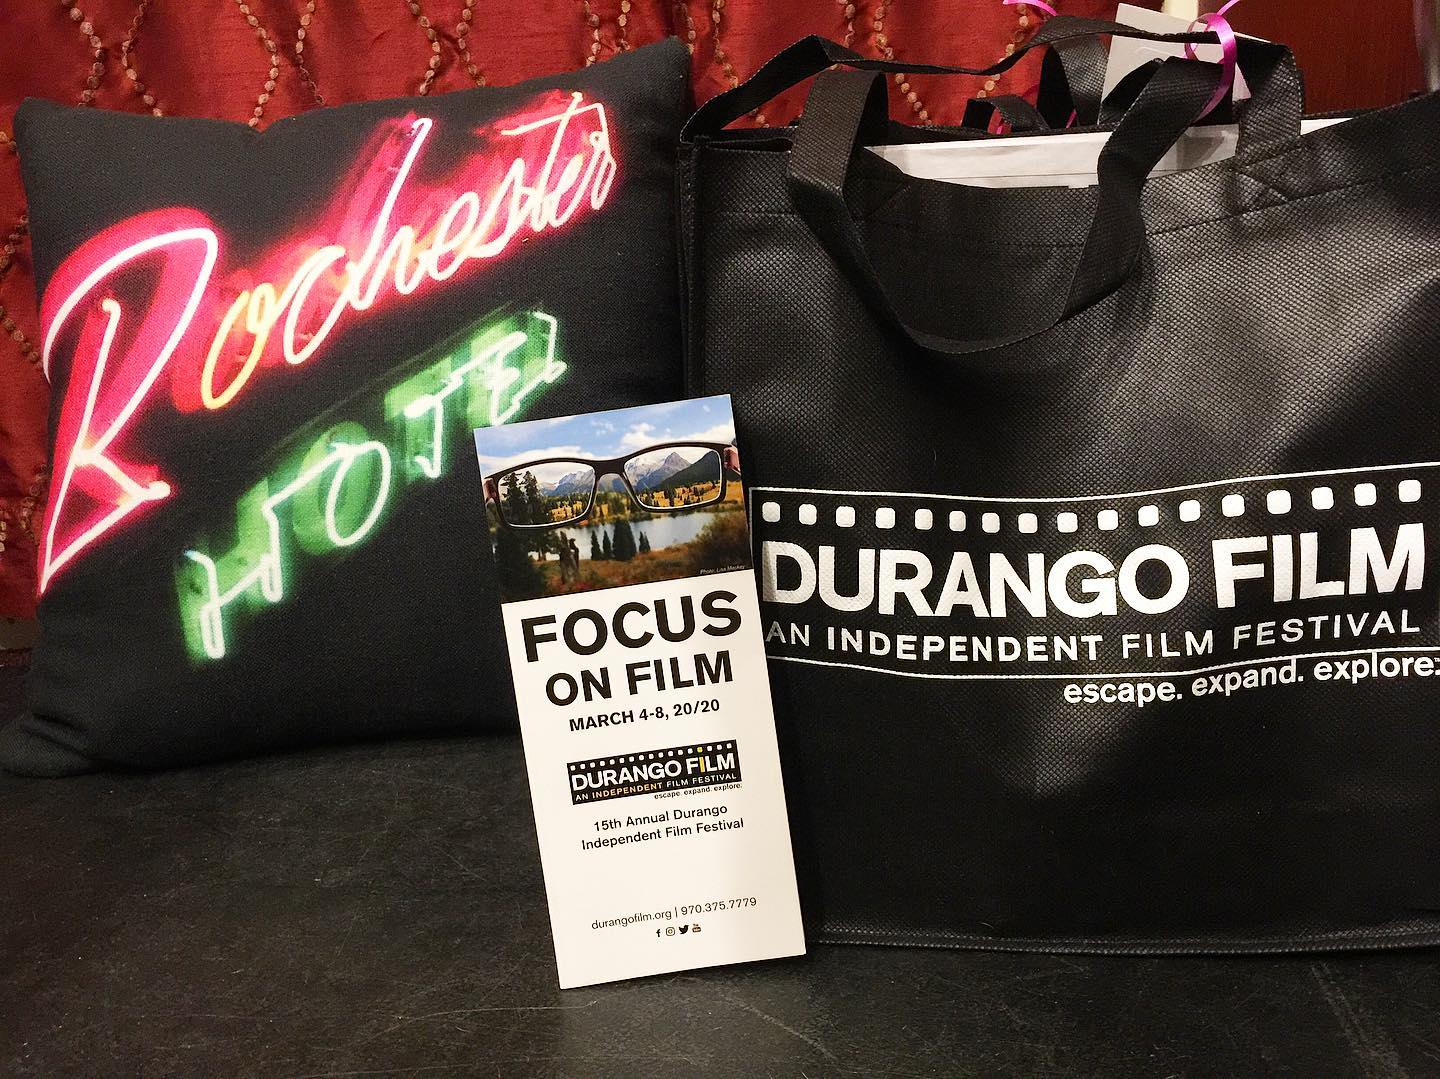 Rochester
HOTEL
Photo: Lisa Mackey
FOCUS
ON FILM
MARCH 4-8, 20/20
DURANGO FILM
AN INDEPENDENT FILM FESTIVAL
escape. expand. explore:
15th Annual Durango
Independent Film Festival
durangofilm.org | 970.375.7779
DURANGO FILM
AN INDEPENDENT FILM FESTIVAL
escape. expand. explore: